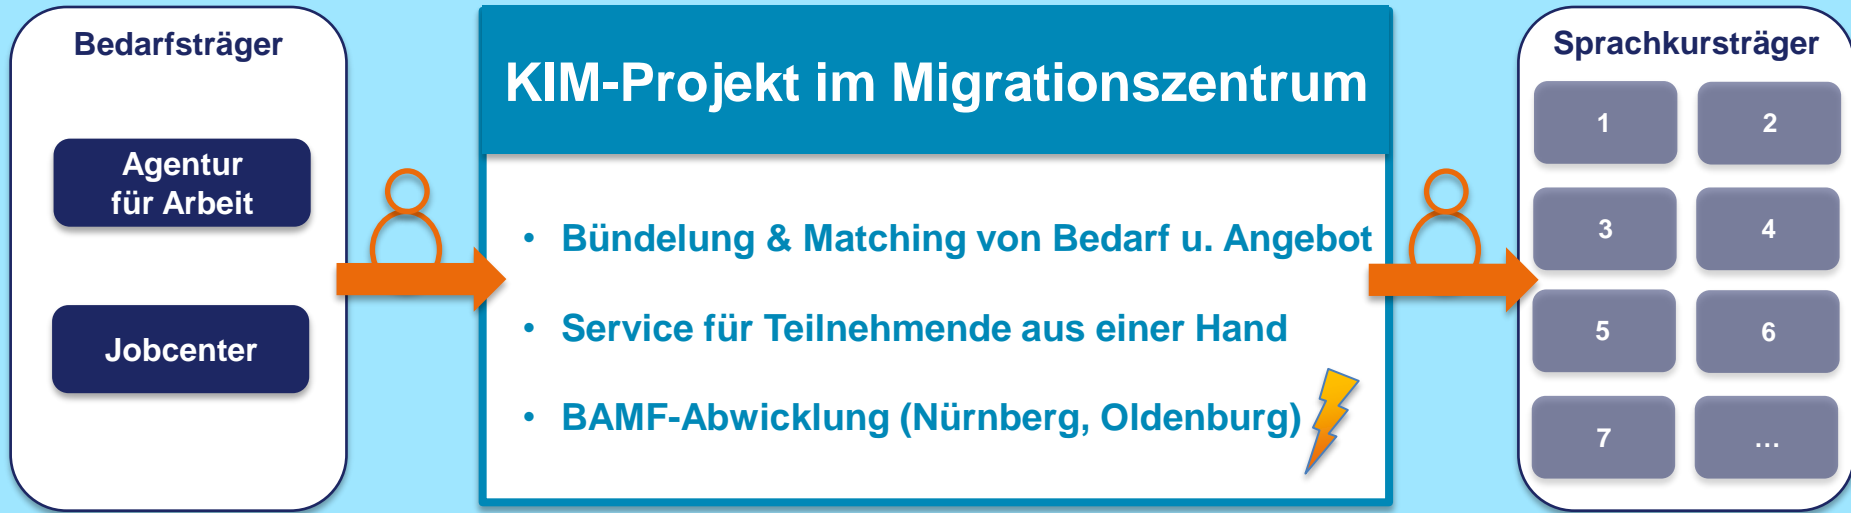 Bedarfsträger
Agentur
für Arbeit
Jobcenter
KIM-Projekt im Migrationszentrum
• Bündelung & Matching von Bedarf u. Angebot
• Service für Teilnehmende aus einer Hand
• BAMF-Abwicklung (Nürnberg, Oldenburg)
Sprachkursträger
1 2
3 4
5 6
7 ...